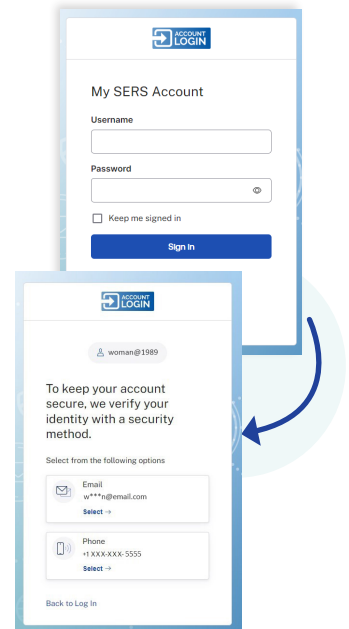 ACCOUNT
LOGIN
My SERS Account
Username
Password
Keep me signed in
Sign In
ACCOUNT
LOGIN
woman@1989
To keep your account
secure, we verify your
identity with a security
method.
Select from the following options
Email
w***n@email.com
Select →
Phone
+1 XXX-XXX- 5555
Select →
Back to Log In